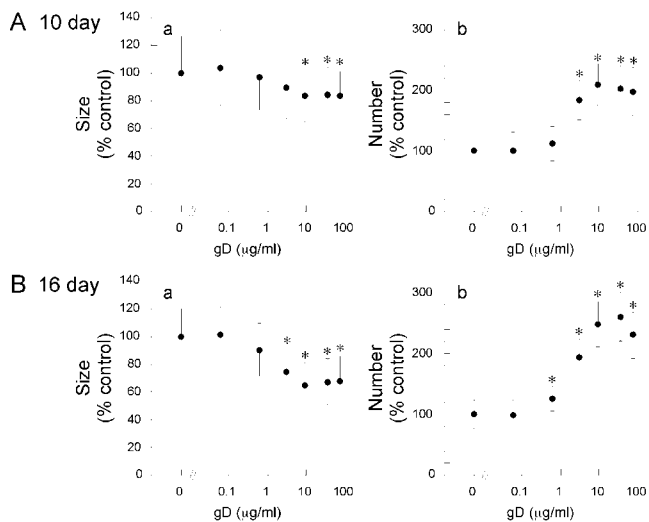 A 10 day
a
140
120
100
80
60
40
20
0
Size
(% control)
* * *
0 // 0.1 1 10 100
gD (μg/ml)
b
300
200
100
0
Number
(% control)
* * * *
0 // 0.1 1 10 100
gD (μg/ml)
B 16 day
a
140
120
100
80
60
40
20
0
Size
(% control)
* * * *
0 // 0.1 1 10 100
gD (μg/ml)
b
300
200
100
0
Number
(% control)
* * * * *
0 // 0.1 1 10 100
gD (μg/ml)